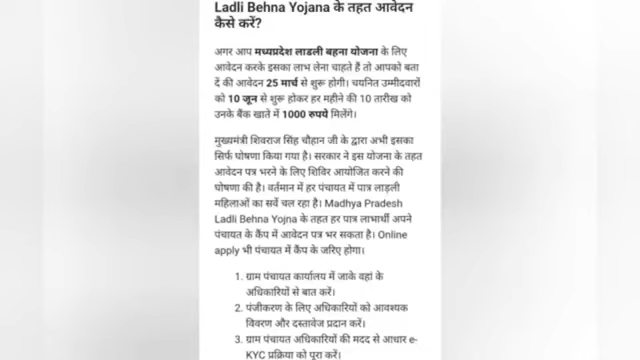 Ladli Behna Yojana के तहत आवेदन
कैसे करें?
अगर आप मध्यप्रदेश लाडली बहना योजना के लिए
आवेदन करके इसका लाभ लेना चाहते हैं तो आपको बता
दें की आवेदन 25 मार्च से शुरू होगी। चयनित उम्मीदवारों
को 10 जून से शुरू होकर हर महीने की 10 तारीख को
उनके बैंक खाते में 1000 रुपये मिलेंगे।
मुख्यमंत्री शिवराज सिंह चौहान जी के द्वारा अभी इसका
सिर्फ घोषणा किया गया है। सरकार ने इस योजना के तहत
आवेदन पत्र भरने के लिए शिविर आयोजित करने की
घोषणा की है। वर्तमान में हर पंचायत में पात्र लाड़ली
महिलाओं का सर्वे चल रहा है। Madhya Pradesh
Ladli Behna Yojna के तहत हर पात्र लाभार्थी अपने
पंचायत के कैंप में आवेदन पत्र भर सकता है। Online
apply भी पंचायत में कैंप के जरिए होगा।
1. ग्राम पंचायत कार्यालय में जाके वहां के
अधिकारियों से बात करें।
2. पंजीकरण के लिए अधिकारियों को आवश्यक
विवरण और दस्तावेज प्रदान करें।
3. ग्राम पंचायत अधिकारियों की मदद से आधार e-
KYC प्रक्रिया को पूरा करें।